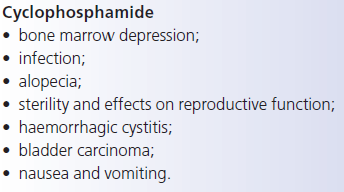 Cyclophosphamide
• bone marrow depression;
• infection;
• alopecia;
• sterility and effects on reproductive function;
• haemorrhagic cystitis;
• bladder carcinoma;
• nausea and vomiting.